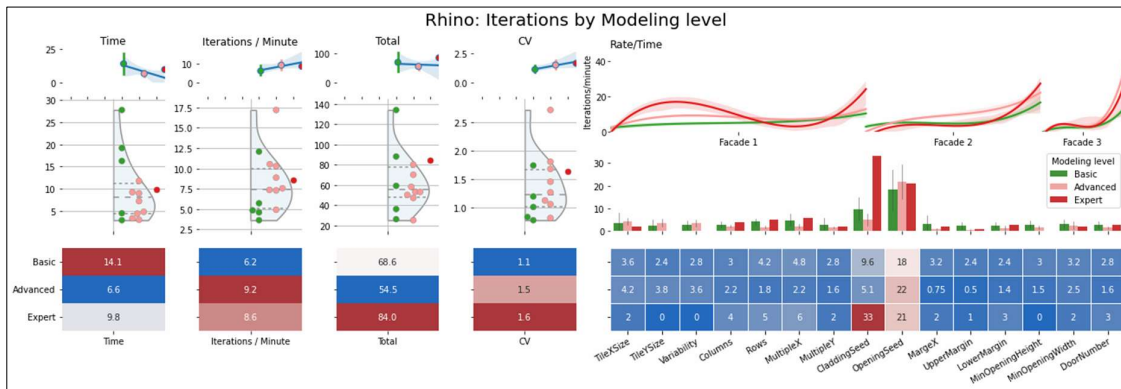 Rhino: Iterations by Modeling level
Time
Iterations / Minute
Total
CV
Rate/Time
25
0
10
0
100
0
2.5
0.0
Iterations/minute
40
20
0
Facade 1
Facade 2
Facade 3
30
25
20
15
10
5
17.5
15.0
12.5
10.0
7.5
5.0
2.5
140
120
100
80
60
40
20
2.5
2.0
1.5
1.0
30
20
10
0
Modeling level
Basic
Advanced
Expert
Basic 14.1 6.2 68.6 1.1 3.6 2.4 2.8 3 4.2 4.8 2.8 9.6 18 3.2 2.4 2.4 3 3.2 2.8
Advanced 6.6 9.2 54.5 1.5 4.2 3.8 3.6 2.2 1.8 2.2 1.6 5.1 22 0.75 0.5 1.4 1.5 2.5 1.6
Expert 9.8 8.6 84.0 1.6 2 0 0 4 5 6 2 33 21 2 1 3 0 2 3
Time
Iterations / Minute
Total
CV
TileXSize
TileYSize
Variability
Columns
Rows
MultipleX
MultipleY
CladdingSeed
OpeningSeed
MargeX
UpperMargin
LowerMargin
MinOpeningHeight
MinOpeningWidth
DoorNumber